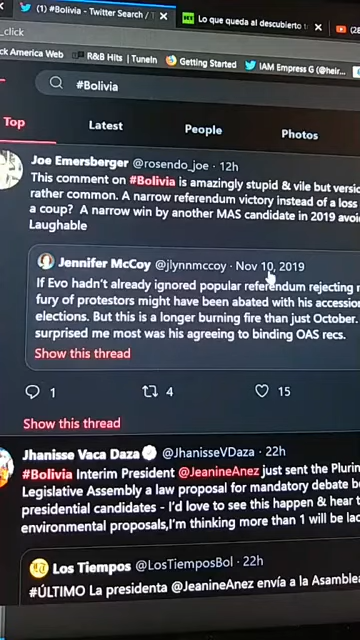 #Bolivia - Twitter Search / T
Lo que queda al descubierto t
(28
_click
ck America Web
R&B Hits | TuneIn
Getting Started
IAM Empress G (@heir...
#Bolivia
Top
Latest
People
Photos
Joe Emersberger @rosendo_joe · 12h
This comment on #Bolivia is amazingly stupid & vile but versio
rather common. A narrow referendum victory instead of a loss
a coup? A narrow win by another MAS candidate in 2019 avoi
Laughable
Jennifer McCoy @jlynnmccoy · Nov 10, 2019
If Evo hadn't already ignored popular referendum rejecting
fury of protestors might have been abated with his accession
elections. But this is a longer burning fire than just October.
surprised me most was his agreeing to binding OAS recs.
Show this thread
1
4
15
Show this thread
Jhanisse Vaca Daza @JhanisseVDaza · 22h
#Bolivia Interim President @JeanineAnez just sent the Plurin
Legislative Assembly a law proposal for mandatory debate be
presidential candidates - I'd love to see this happen & hear t
environmental proposals,I'm thinking more than 1 will be lac
Los Tiempos @LosTiemposBol · 22h
#ÚLTIMO La presidenta @JeanineAnez envía a la Asamblea